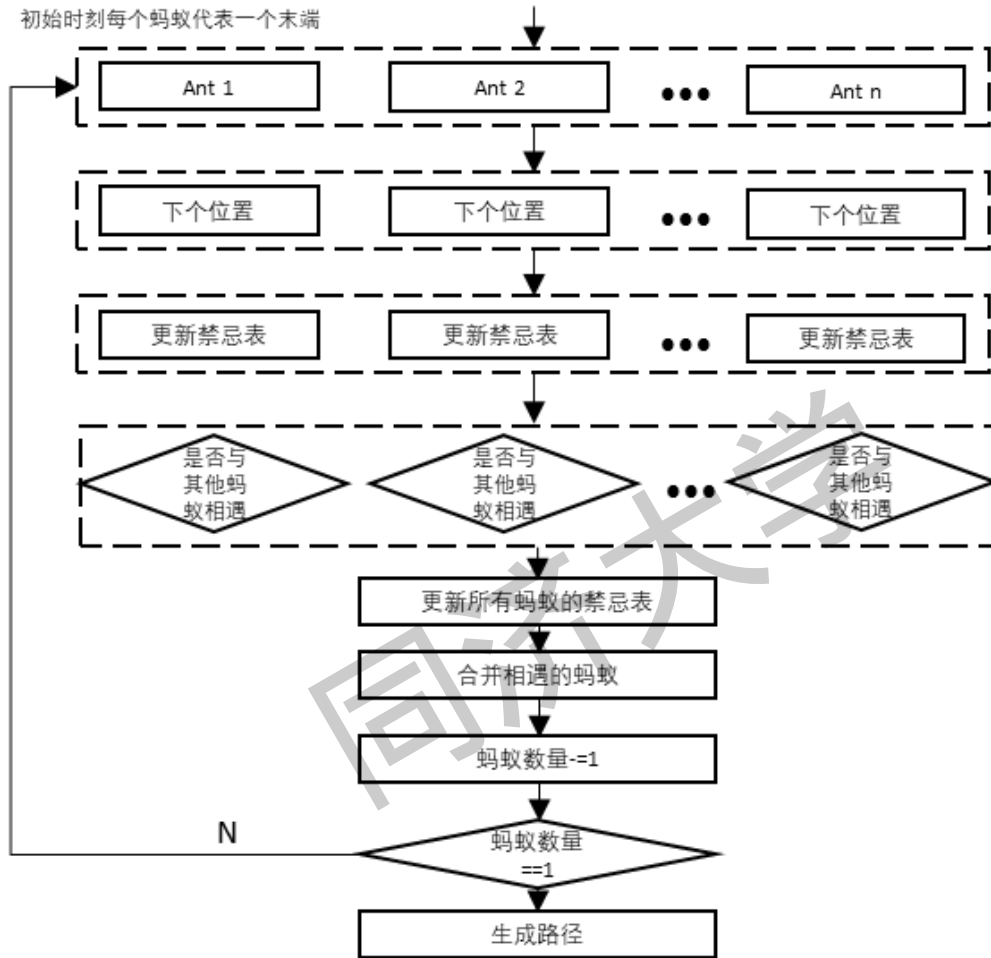 初始时刻每个蚂蚁代表一个末端
Ant 1
Ant 2
●●●
Ant n
下个位置
下个位置
●●●
下个位置
更新禁忌表
更新禁忌表
●●●
更新禁忌表
是否与
其他蚂
蚁相遇
是否与
其他蚂
蚁相遇
●●●
是否与
其他蚂
蚁相遇
更新所有蚂蚁的禁忌表
合并相遇的蚂蚁
蚂蚁数量-=1
N
蚂蚁数量
==1
生成路径
同济大学